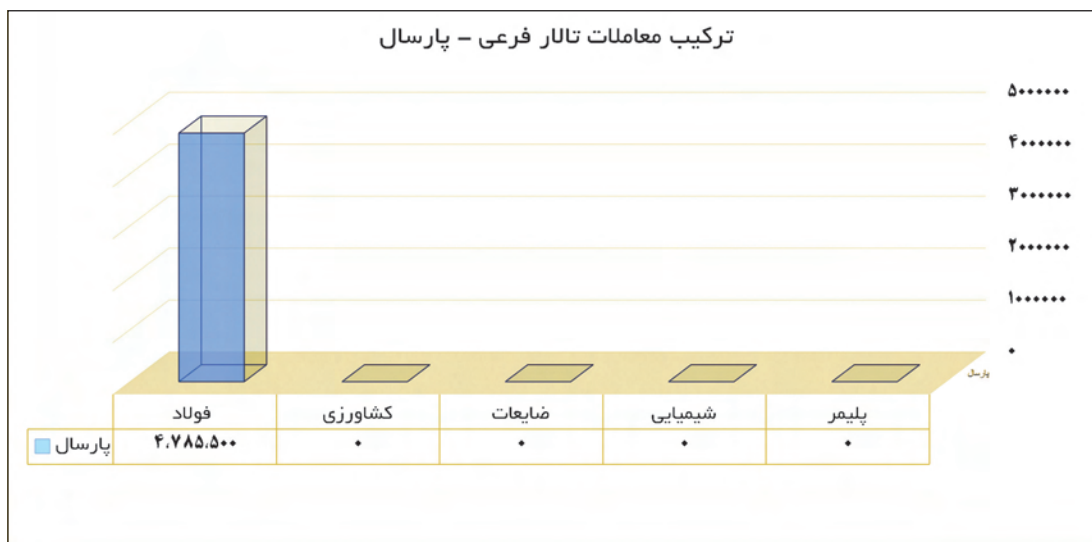 ترکیب معاملات تالار فرعی – پارسال
۵۰۰۰۰۰۰
۴۰۰۰۰۰۰
۳۰۰۰۰۰۰
۲۰۰۰۰۰۰
۱۰۰۰۰۰۰
۰
پارسال
پلیمر شیمیایی ضایعات کشاورزی فولاد
۰ ۰ ۰ ۰ ۴،۷۸۵،۵۰۰ پارسال